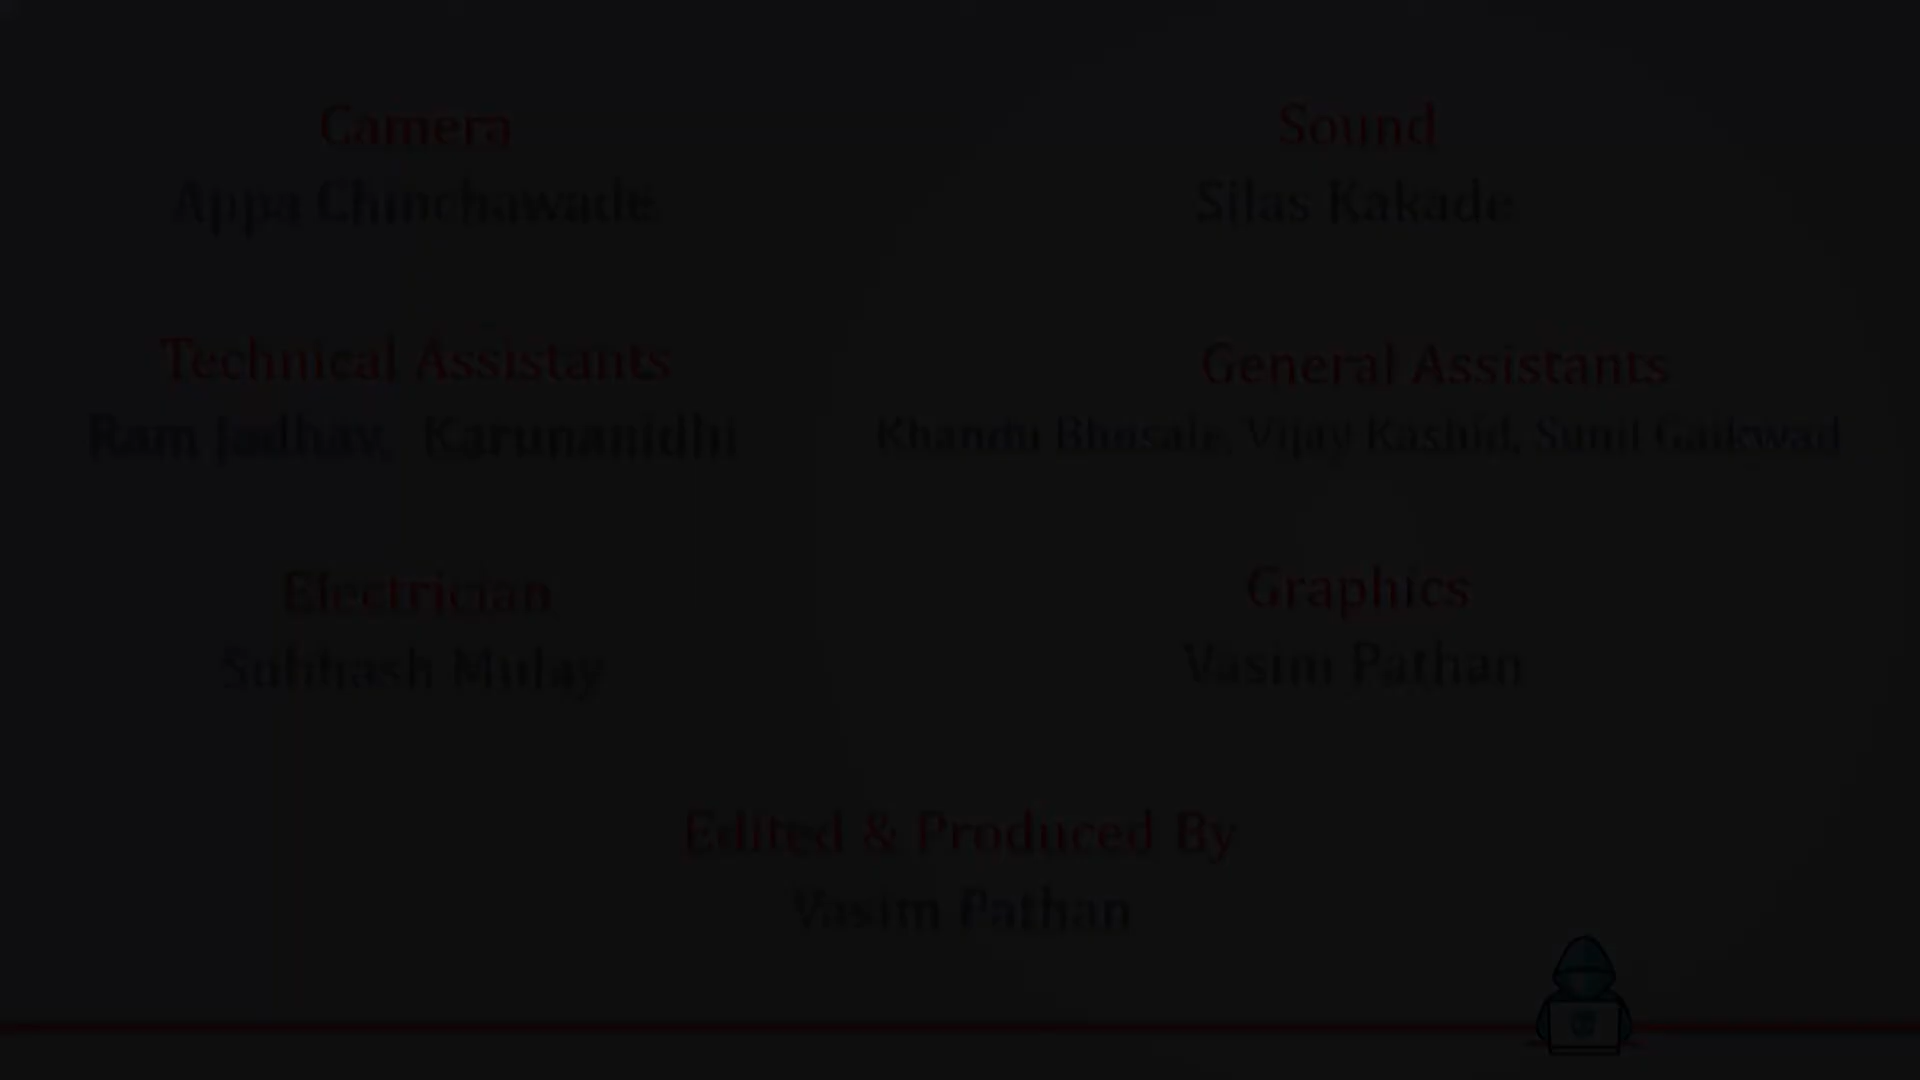 Camera
Appa Chinchawade
Sound
Silas Kakade
Technical Assistants
Ram Jadhav, Karunanidhi
General Assistants
Khandu Bhosale, Vijay Kashid, Sunil Gaikwad
Electrician
Subhash Mulay
Graphics
Vasim Pathan
Edited & Produced By
Vasim Pathan